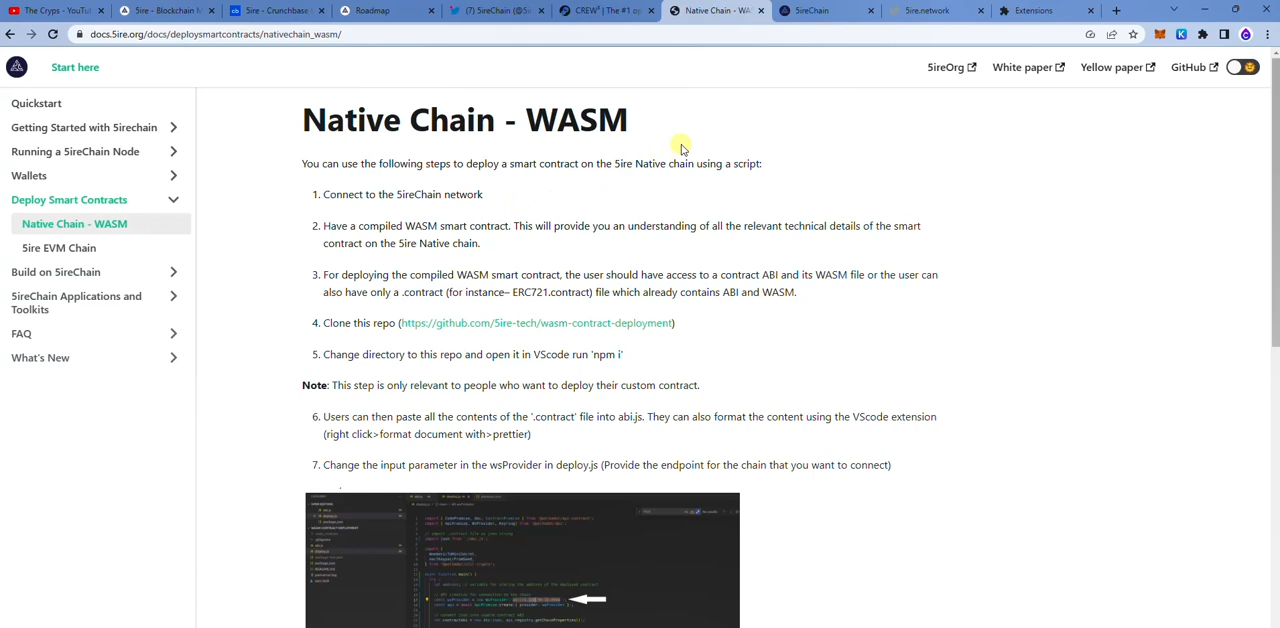 The Cryps - YouTu
5ire - Blockchain M
5ire - Crunchbase
Roadmap
(7) 5ireChain (@5i
CREW³ | The #1 op
Native Chain - WA
5ireChain
5ire.network
Extensions
docs.5ire.org/docs/deploysmartcontracts/nativechain_wasm/
Start here
5ireOrg
White paper
Yellow paper
GitHub
Quickstart
Getting Started with 5irechain
Running a 5ireChain Node
Wallets
Deploy Smart Contracts
Native Chain - WASM
5ire EVM Chain
Build on 5ireChain
5ireChain Applications and
Toolkits
FAQ
What's New
Native Chain - WASM
You can use the following steps to deploy a smart contract on the 5ire Native chain using a script:
1. Connect to the 5ireChain network
2. Have a compiled WASM smart contract. This will provide you an understanding of all the relevant technical details of the smart
contract on the 5ire Native chain.
3. For deploying the compiled WASM smart contract, the user should have access to a contract ABI and its WASM file or the user can
also have only a .contract (for instance– ERC721.contract) file which already contains ABI and WASM.
4. Clone this repo (https://github.com/5ire-tech/wasm-contract-deployment)
5. Change directory to this repo and open it in VScode run 'npm i'
Note: This step is only relevant to people who want to deploy their custom contract.
6. Users can then paste all the contents of the '.contract' file into abi.js. They can also format the content using the VScode extension
(right click>format document with>prettier)
7. Change the input parameter in the wsProvider in deploy.js (Provide the endpoint for the chain that you want to connect)